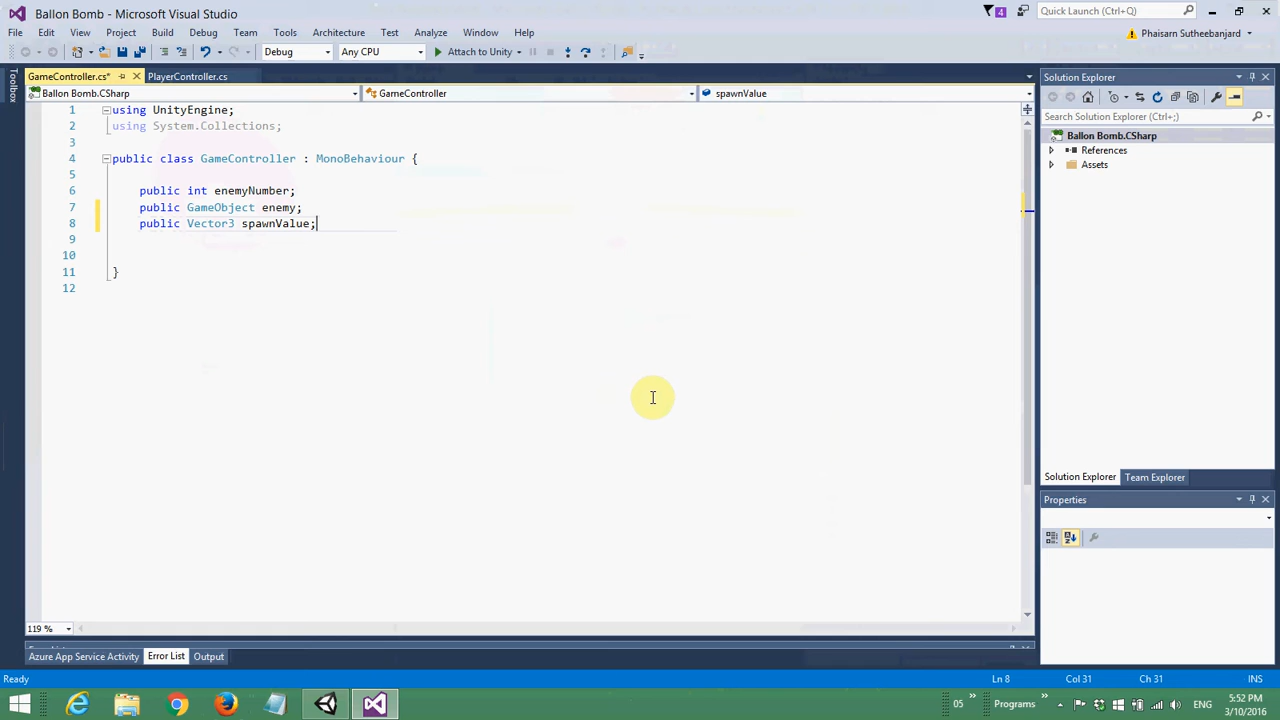 Ballon Bomb - Microsoft Visual Studio
4
Quick Launch (Ctrl+Q)
File Edit View Project Build Debug Team Tools Architecture Test Analyze Window Help
Phaisarn Sutheebanjard
Debug Any CPU Attach to Unity
Toolbox
GameController.cs* PlayerController.cs
Ballon Bomb.CSharp GameController spawnValue
1 using UnityEngine;
2 using System.Collections;
3
4 public class GameController : MonoBehaviour {
5
6 public int enemyNumber;
7 public GameObject enemy;
8 public Vector3 spawnValue;
9
10
11 }
12
119 %
Solution Explorer
Search Solution Explorer (Ctrl+;)
Ballon Bomb.CSharp
References
Assets
Solution Explorer Team Explorer
Properties
Azure App Service Activity Error List Output
Ready Ln 8 Col 31 Ch 31 INS
05 Programs ENG
5:52 PM
3/10/2016